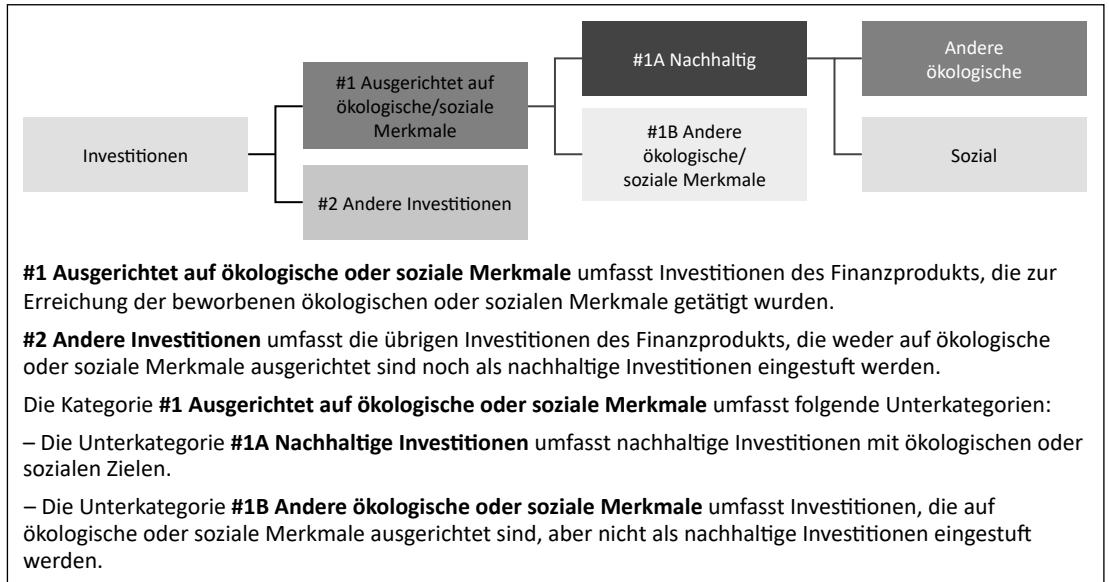 Investitionen
#1 Ausgerichtet auf
ökologische/soziale
Merkmale
#2 Andere Investitionen
#1A Nachhaltig
#1B Andere
ökologische/
soziale Merkmale
Andere
ökologische
Sozial
#1 Ausgerichtet auf ökologische oder soziale Merkmale umfasst Investitionen des Finanzprodukts, die zur
Erreichung der beworbenen ökologischen oder sozialen Merkmale getätigt wurden.
#2 Andere Investitionen umfasst die übrigen Investitionen des Finanzprodukts, die weder auf ökologische
oder soziale Merkmale ausgerichtet sind noch als nachhaltige Investitionen eingestuft werden.
Die Kategorie #1 Ausgerichtet auf ökologische oder soziale Merkmale umfasst folgende Unterkategorien:
– Die Unterkategorie #1A Nachhaltige Investitionen umfasst nachhaltige Investitionen mit ökologischen oder
sozialen Zielen.
– Die Unterkategorie #1B Andere ökologische oder soziale Merkmale umfasst Investitionen, die auf
ökologische oder soziale Merkmale ausgerichtet sind, aber nicht als nachhaltige Investitionen eingestuft
werden.